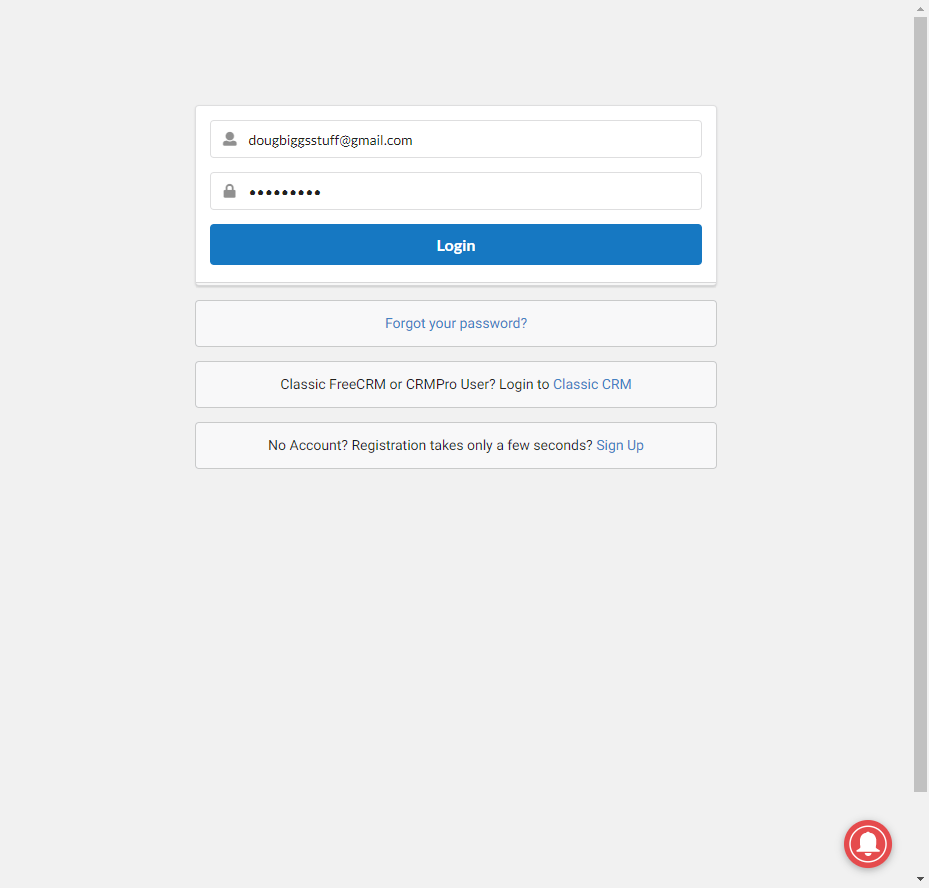 dougbiggsstuff@gmail.com
•••••••••
Login
Forgot your password?
Classic FreeCRM or CRMPro User? Login to Classic CRM
No Account? Registration takes only a few seconds? Sign Up